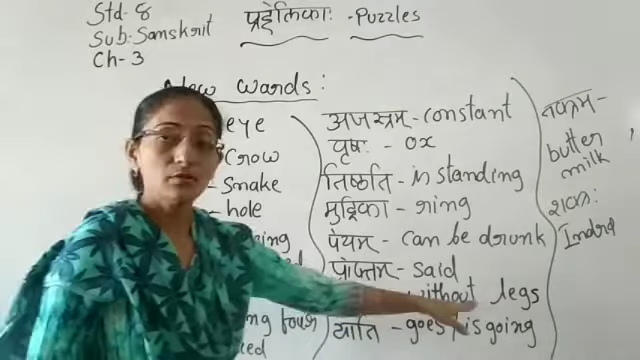 Std-8
Sub: Sanskrit
Ch-3
प्रहेलिकाः - Puzzles
New words:
eye
Crow
- Snake
- hole
अजस्रम् - constant
वृषः - ox
तिष्ठति - is standing
मुद्रिका - ring
पेयम् - can be drunk
प्रोक्तम् - said
without legs
याति - goes / is going
तक्रम् -
butter
milk
शक्रः
Indra